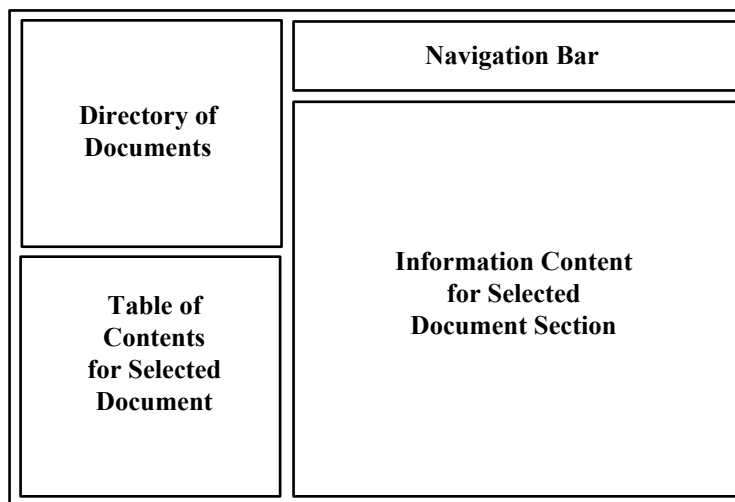 Directory of
Documents
Navigation Bar
Table of
Contents
for Selected
Document
Information Content
for Selected
Document Section